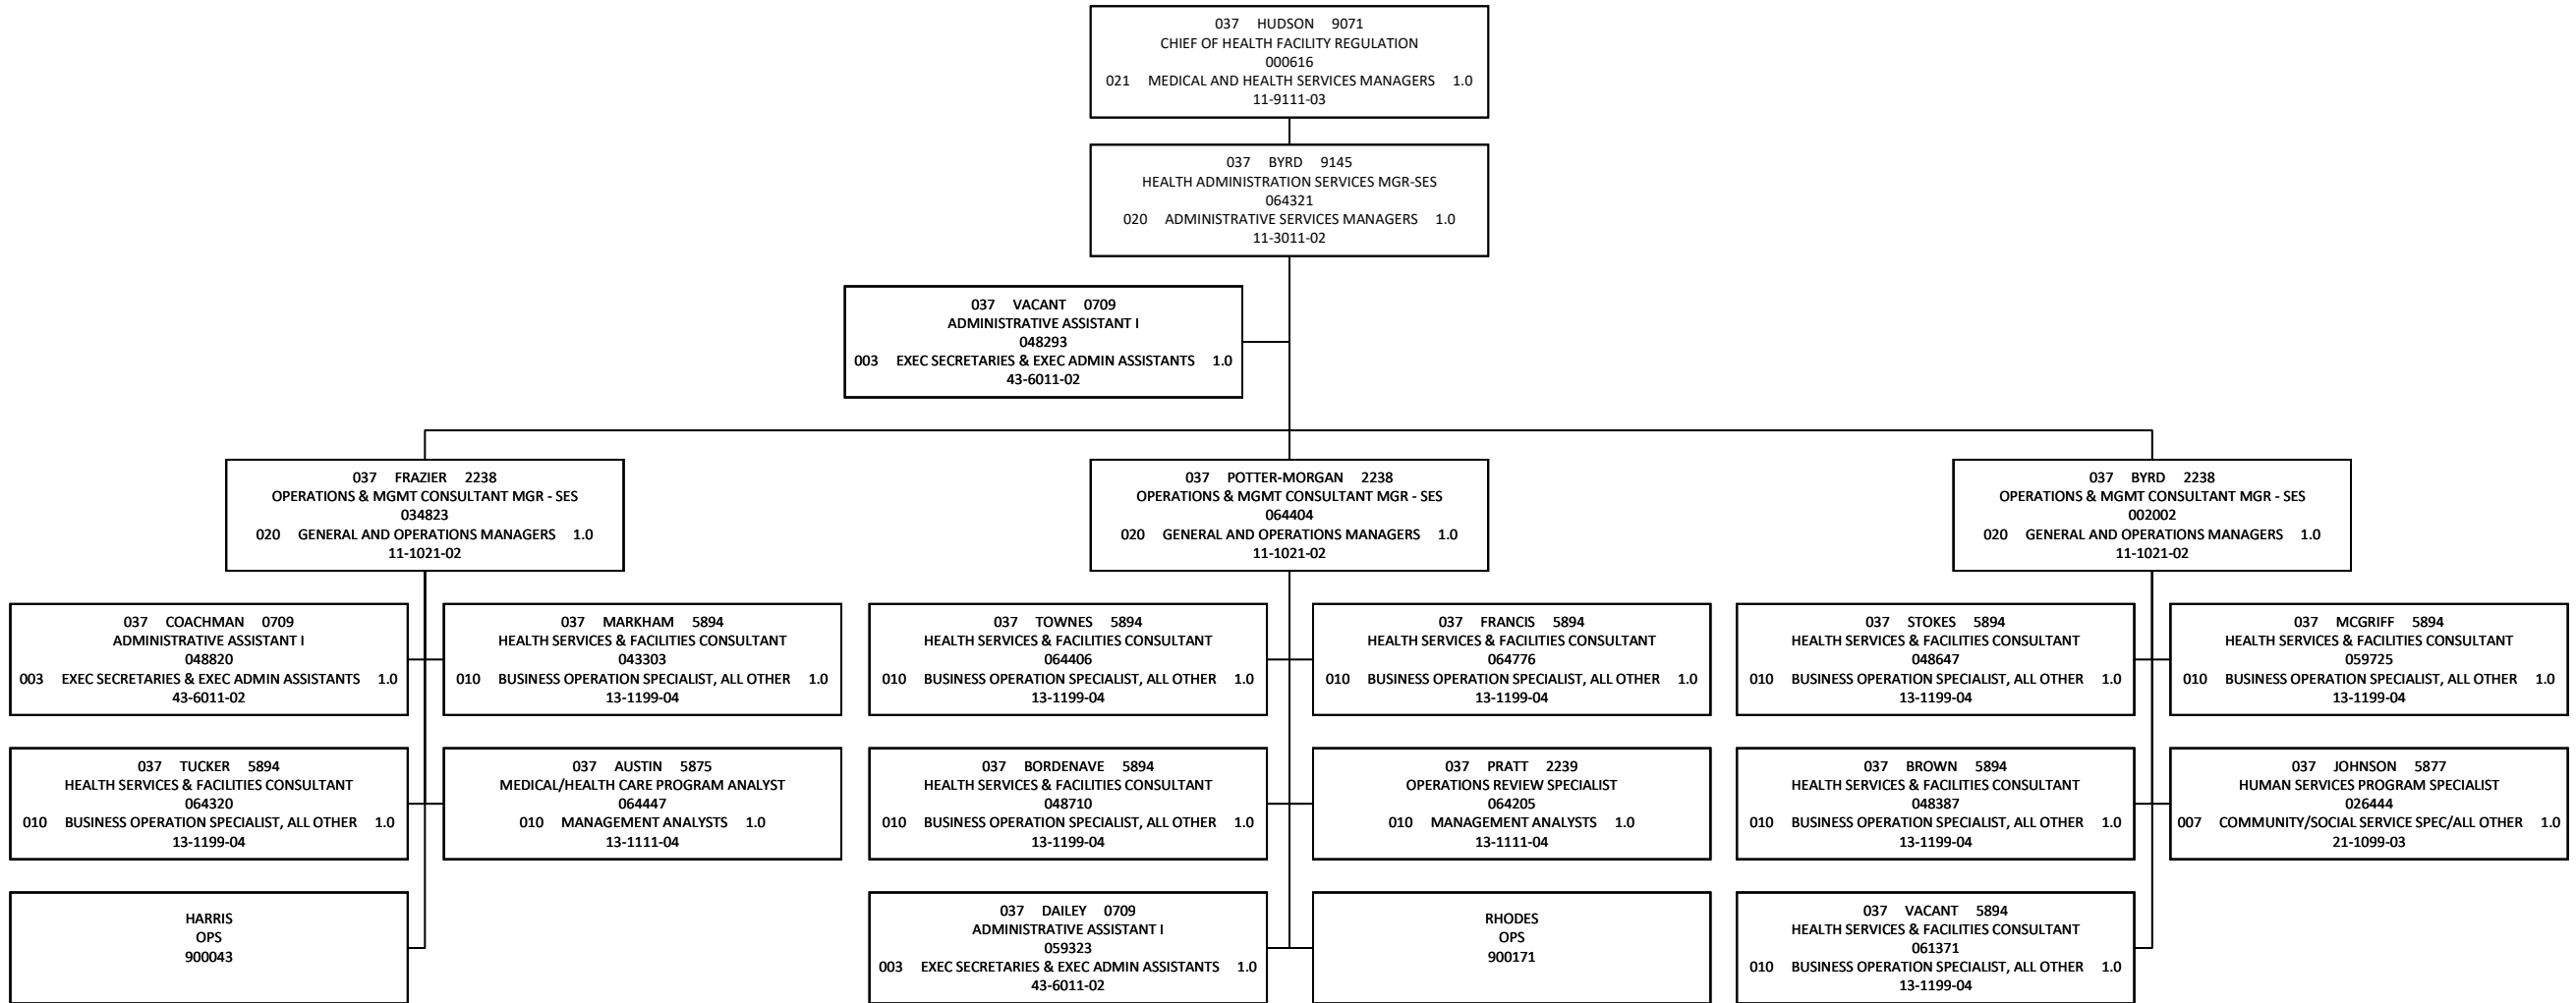 037 HUDSON 9071
CHIEF OF HEALTH FACILITY REGULATION
000616
021 MEDICAL AND HEALTH SERVICES MANAGERS 1.0
11-9111-03
037 BYRD 9145
HEALTH ADMINISTRATION SERVICES MGR-SES
064321
020 ADMINISTRATIVE SERVICES MANAGERS 1.0
11-3011-02
037 VACANT 0709
ADMINISTRATIVE ASSISTANT I
048293
003 EXEC SECRETARIES & EXEC ADMIN ASSISTANTS 1.0
43-6011-02
037 FRAZIER 2238
OPERATIONS & MGMT CONSULTANT MGR - SES
034823
020 GENERAL AND OPERATIONS MANAGERS 1.0
11-1021-02
037 POTTER-MORGAN 2238
OPERATIONS & MGMT CONSULTANT MGR - SES
064404
020 GENERAL AND OPERATIONS MANAGERS 1.0
11-1021-02
037 BYRD 2238
OPERATIONS & MGMT CONSULTANT MGR - SES
002002
020 GENERAL AND OPERATIONS MANAGERS 1.0
11-1021-02
037 COACHMAN 0709
ADMINISTRATIVE ASSISTANT I
048820
003 EXEC SECRETARIES & EXEC ADMIN ASSISTANTS 1.0
43-6011-02
037 MARKHAM 5894
HEALTH SERVICES & FACILITIES CONSULTANT
043303
010 BUSINESS OPERATION SPECIALIST, ALL OTHER 1.0
13-1199-04
037 TOWNES 5894
HEALTH SERVICES & FACILITIES CONSULTANT
064406
010 BUSINESS OPERATION SPECIALIST, ALL OTHER 1.0
13-1199-04
037 FRANCIS 5894
HEALTH SERVICES & FACILITIES CONSULTANT
064776
010 BUSINESS OPERATION SPECIALIST, ALL OTHER 1.0
13-1199-04
037 STOKES 5894
HEALTH SERVICES & FACILITIES CONSULTANT
048647
010 BUSINESS OPERATION SPECIALIST, ALL OTHER 1.0
13-1199-04
037 MCGRIFF 5894
HEALTH SERVICES & FACILITIES CONSULTANT
059725
010 BUSINESS OPERATION SPECIALIST, ALL OTHER 1.0
13-1199-04
037 TUCKER 5894
HEALTH SERVICES & FACILITIES CONSULTANT
064320
010 BUSINESS OPERATION SPECIALIST, ALL OTHER 1.0
13-1199-04
037 AUSTIN 5875
MEDICAL/HEALTH CARE PROGRAM ANALYST
064447
010 MANAGEMENT ANALYSTS 1.0
13-1111-04
037 BORDENAVE 5894
HEALTH SERVICES & FACILITIES CONSULTANT
048710
010 BUSINESS OPERATION SPECIALIST, ALL OTHER 1.0
13-1199-04
037 PRATT 2239
OPERATIONS REVIEW SPECIALIST
064205
010 MANAGEMENT ANALYSTS 1.0
13-1111-04
037 BROWN 5894
HEALTH SERVICES & FACILITIES CONSULTANT
048387
010 BUSINESS OPERATION SPECIALIST, ALL OTHER 1.0
13-1199-04
037 JOHNSON 5877
HUMAN SERVICES PROGRAM SPECIALIST
026444
007 COMMUNITY/SOCIAL SERVICE SPEC/ALL OTHER 1.0
21-1099-03
HARRIS
OPS
900043
037 DAILEY 0709
ADMINISTRATIVE ASSISTANT I
059323
003 EXEC SECRETARIES & EXEC ADMIN ASSISTANTS 1.0
43-6011-02
RHODES
OPS
900171
037 VACANT 5894
HEALTH SERVICES & FACILITIES CONSULTANT
061371
010 BUSINESS OPERATION SPECIALIST, ALL OTHER 1.0
13-1199-04